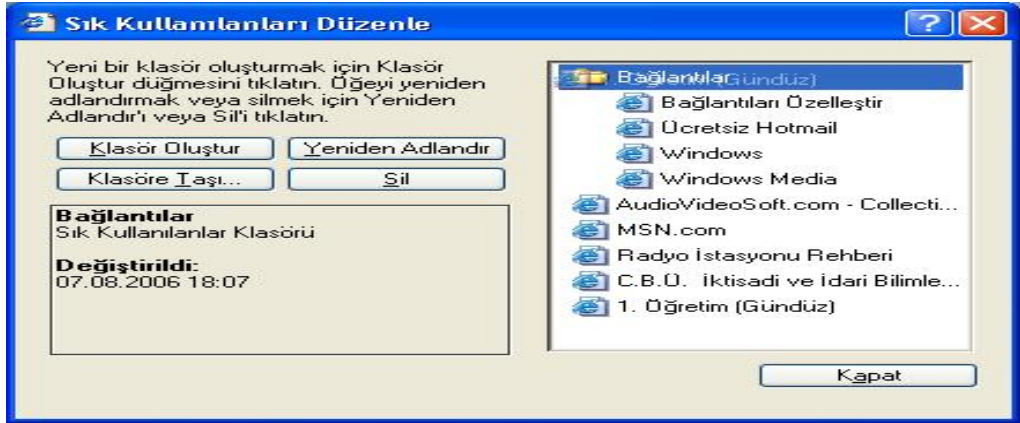 Sık Kullanılanları Düzenle
Yeni bir klasör oluşturmak için Klasör
Oluştur düğmesini tıklatın. Öğeyi yeniden
adlandırmak veya silmek için Yeniden
Adlandır'ı veya Sil'i tıklatın.
Klasör Oluştur
Yeniden Adlandır
Klasöre Taşı...
Sil
Bağlantılar
Sık Kullanılanlar Klasörü
Değiştirildi:
07.08.2006 18:07
Bağlantılar (Gündüz)
Bağlantıları Özelleştir
Ücretsiz Hotmail
Windows
Windows Media
AudioVideoSoft.com - Collecti...
MSN.com
Radyo İstasyonu Rehberi
C.B.Ü. İktisadi ve İdari Bilimle...
1. Öğretim (Gündüz)
Kapat